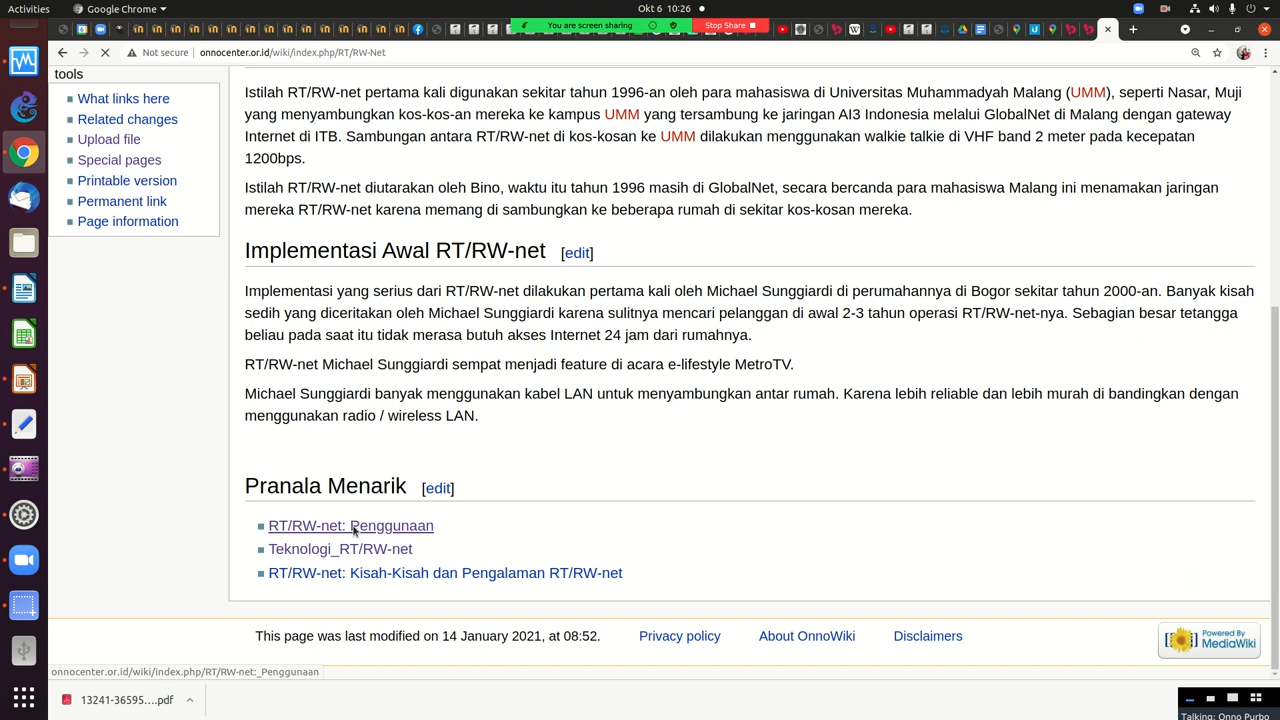 Activities
Google Chrome
Okt 6 10:26
You are screen sharing
Stop Share
Not secure
onnocenter.or.id/wiki/index.php/RT/RW-Net
tools
What links here
Related changes
Upload file
Special pages
Printable version
Permanent link
Page information
Istilah RT/RW-net pertama kali digunakan sekitar tahun 1996-an oleh para mahasiswa di Universitas Muhammadyah Malang (UMM), seperti Nasar, Muji
yang menyambungkan kos-kos-an mereka ke kampus UMM yang tersambung ke jaringan AI3 Indonesia melalui GlobalNet di Malang dengan gateway
Internet di ITB. Sambungan antara RT/RW-net di kos-kosan ke UMM dilakukan menggunakan walkie talkie di VHF band 2 meter pada kecepatan
1200bps.
Istilah RT/RW-net diutarakan oleh Bino, waktu itu tahun 1996 masih di GlobalNet, secara bercanda para mahasiswa Malang ini menamakan jaringan
mereka RT/RW-net karena memang di sambungkan ke beberapa rumah di sekitar kos-kosan mereka.
Implementasi Awal RT/RW-net [edit]
Implementasi yang serius dari RT/RW-net dilakukan pertama kali oleh Michael Sunggiardi di perumahannya di Bogor sekitar tahun 2000-an. Banyak kisah
sedih yang diceritakan oleh Michael Sunggiardi karena sulitnya mencari pelanggan di awal 2-3 tahun operasi RT/RW-net-nya. Sebagian besar tetangga
beliau pada saat itu tidak merasa butuh akses Internet 24 jam dari rumahnya.
RT/RW-net Michael Sunggiardi sempat menjadi feature di acara e-lifestyle MetroTV.
Michael Sunggiardi banyak menggunakan kabel LAN untuk menyambungkan antar rumah. Karena lebih reliable dan lebih murah di bandingkan dengan
menggunakan radio / wireless LAN.
Pranala Menarik [edit]
RT/RW-net: Penggunaan
Teknologi_RT/RW-net
RT/RW-net: Kisah-Kisah dan Pengalaman RT/RW-net
This page was last modified on 14 January 2021, at 08:52.
Privacy policy
About OnnoWiki
Disclaimers
Powered By
MediaWiki
onnocenter.or.id/wiki/index.php/RT/RW-net:_Penggunaan
13241-36595....pdf
Talking: Onno Purbo